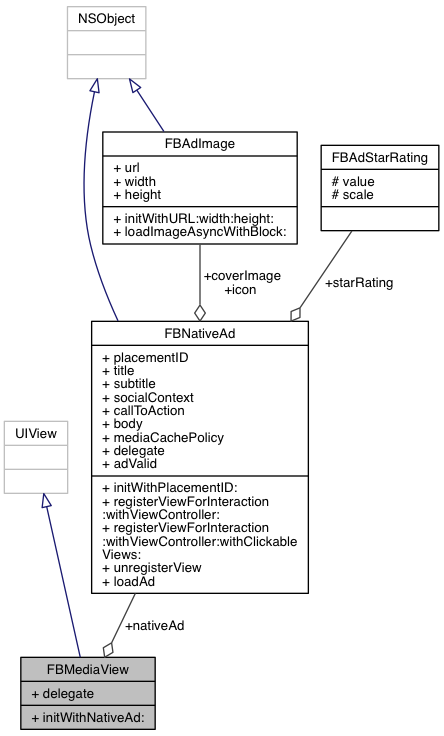 NSObject
FBAdImage
+ url
+ width
+ height
+ initWithURL:width:height:
+ loadImageAsyncWithBlock:
FBAdStarRating
# value
# scale
+coverImage
+icon
+starRating
FBNativeAd
+ placementID
+ title
+ subtitle
+ socialContext
+ callToAction
+ body
+ mediaCachePolicy
+ delegate
+ adValid
+ initWithPlacementID:
+ registerViewForInteraction
:withViewController:
+ registerViewForInteraction
:withViewController:withClickable
Views:
+ unregisterView
+ loadAd
UIView
+nativeAd
FBMediaView
+ delegate
+ initWithNativeAd: